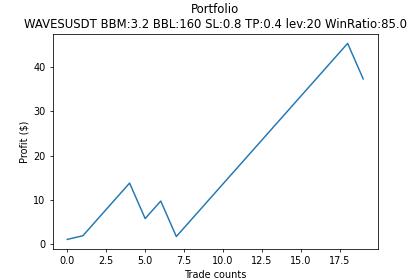 Portfolio
WAVESUSDT BBM:3.2 BBL:160 SL:0.8 TP:0.4 lev:20 WinRatio:85.0
40
30
20
10
0
Profit ($)
0.0 2.5 5.0 7.5 10.0 12.5 15.0 17.5
Trade counts